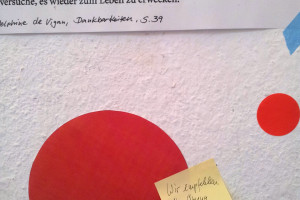 versuche, es wieder zum Leben zu erwecken.
Delphine de Vigan, Dankbarkeiten, S. 39
Wir empfehlen